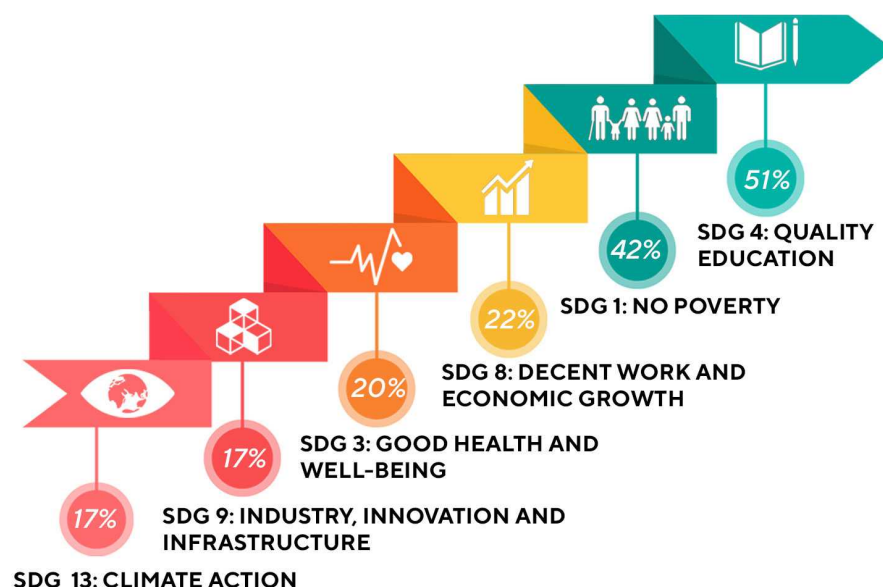 51%
SDG 4: QUALITY
EDUCATION
42%
SDG 1: NO POVERTY
22%
SDG 8: DECENT WORK AND
ECONOMIC GROWTH
20%
SDG 3: GOOD HEALTH AND
WELL-BEING
17%
SDG 9: INDUSTRY, INNOVATION AND
INFRASTRUCTURE
17%
SDG 13: CLIMATE ACTION